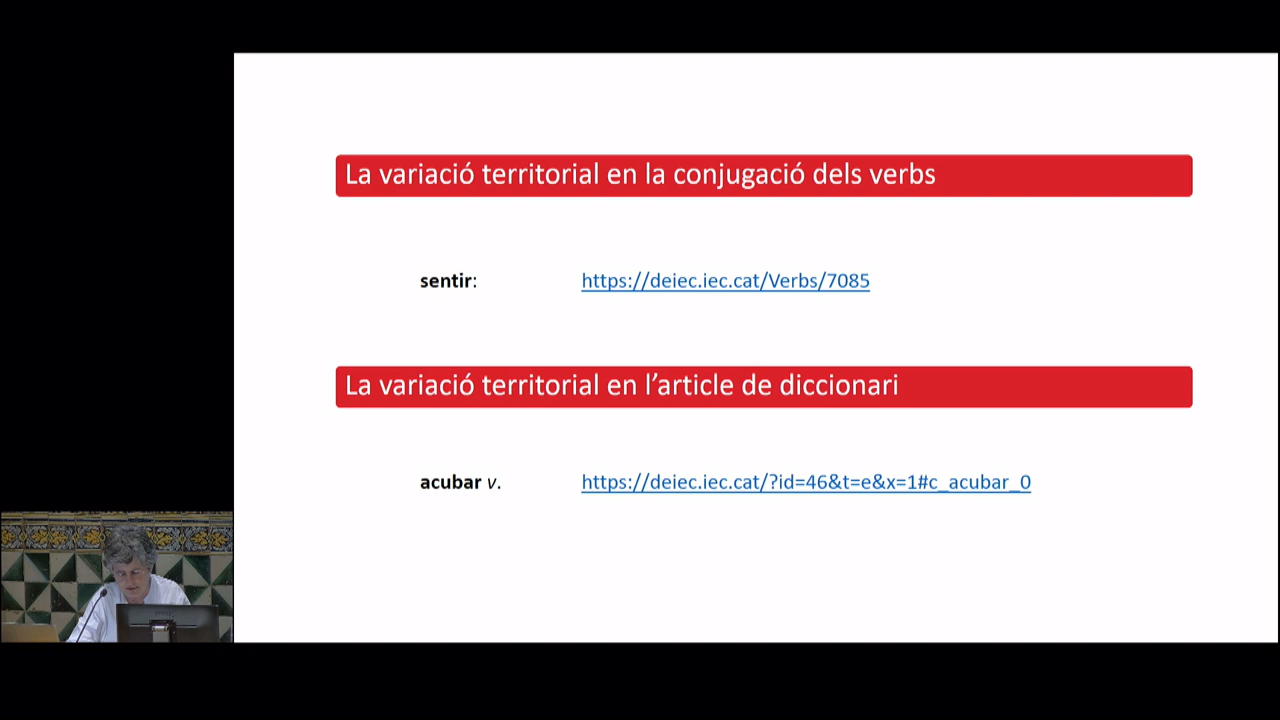 La variació territorial en la conjugació dels verbs
sentir: https://deiec.iec.cat/Verbs/7085
La variació territorial en l’article de diccionari
acubar v. https://deiec.iec.cat/?id=46&t=e&x=1#c_acubar_0